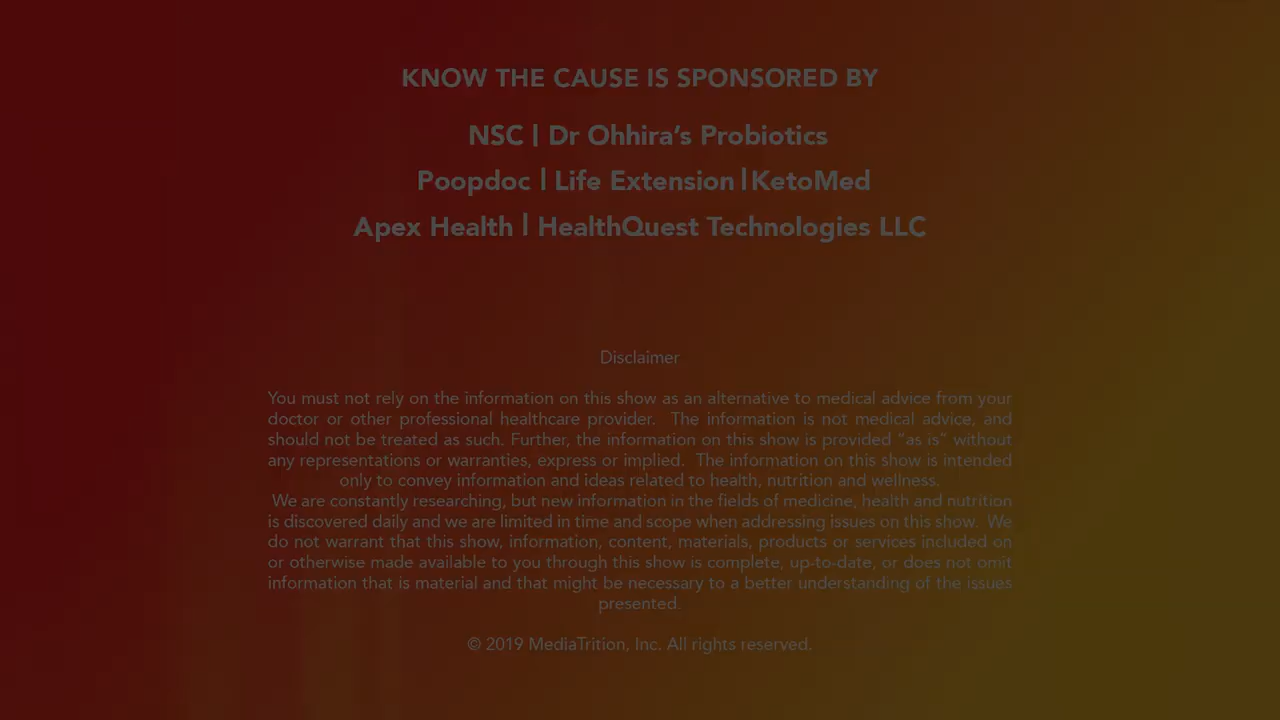 KNOW THE CAUSE IS SPONSORED BY
NSC | Dr Ohhira’s Probiotics
Poopdoc | Life Extension | KetoMed
Apex Health | HealthQuest Technologies LLC
Disclaimer
You must not rely on the information on this show as an alternative to medical advice from your
doctor or other professional healthcare provider. The information is not medical advice, and
should not be treated as such. Further, the information on this show is provided “as is” without
any representations or warranties, express or implied. The information on this show is intended
only to convey information and ideas related to health, nutrition and wellness.
We are constantly researching, but new information in the fields of medicine, health and nutrition
is discovered daily and we are limited in time and scope when addressing issues on this show. We
do not warrant that this show, information, content, materials, products or services included on
or otherwise made available to you through this show is complete, up-to-date, or does not omit
information that is material and that might be necessary to a better understanding of the issues
presented.
© 2019 MediaTrition, Inc. All rights reserved.